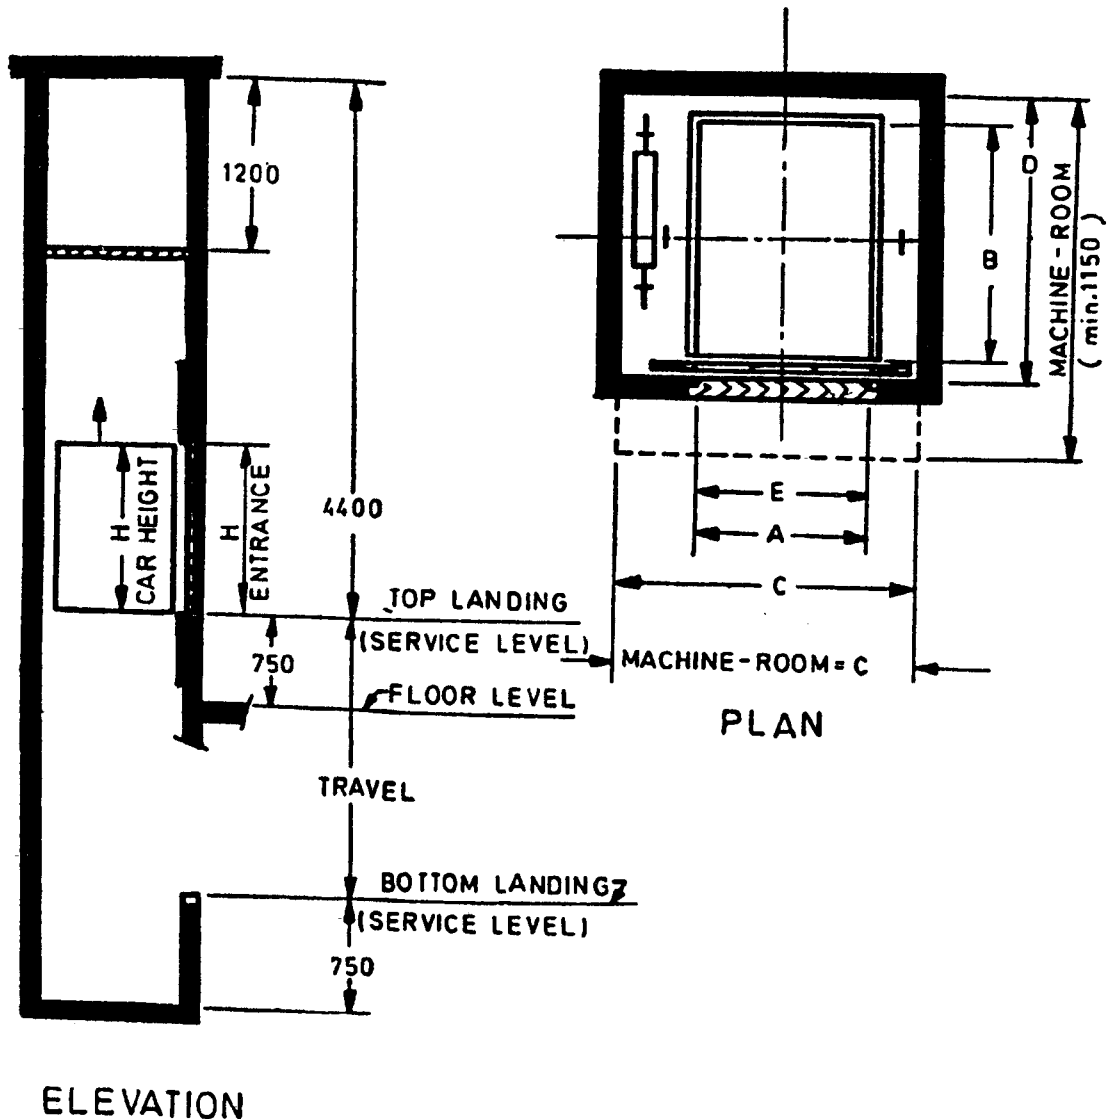 1200
4400
H
CAR HEIGHT
H
ENTRANCE
TOP LANDING
(SERVICE LEVEL)
750
FLOOR LEVEL
TRAVEL
BOTTOM LANDING
(SERVICE LEVEL)
750
ELEVATION
B
D
MACHINE-ROOM
(min.1150)
E
A
C
MACHINE-ROOM=C
PLAN